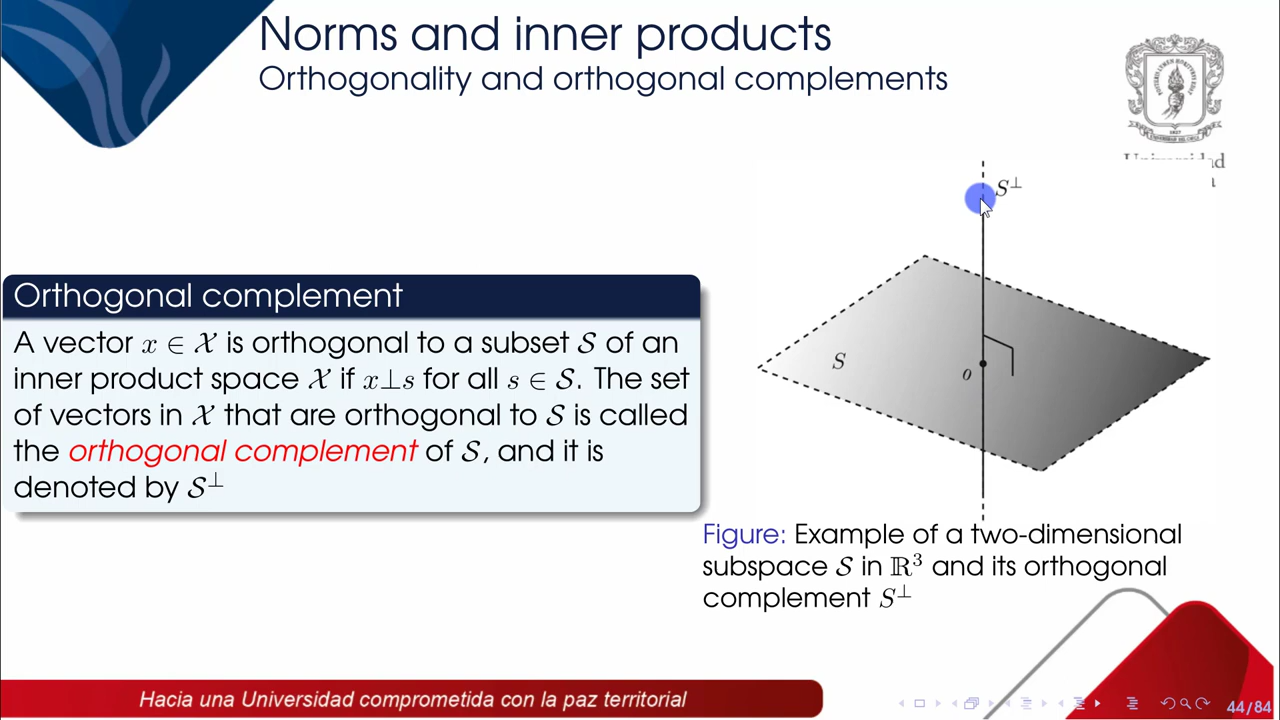 Norms and inner products
Orthogonality and orthogonal complements
Orthogonal complement
A vector x ∈ 𝒳 is orthogonal to a subset 𝒮 of an
inner product space 𝒳 if x⊥s for all s ∈ 𝒮. The set
of vectors in 𝒳 that are orthogonal to 𝒮 is called
the orthogonal complement of 𝒮, and it is
denoted by 𝒮⊥
S⊥
S
0
Figure: Example of a two-dimensional
subspace 𝒮 in ℝ³ and its orthogonal
complement S⊥
Hacia una Universidad comprometida con la paz territorial
44/84